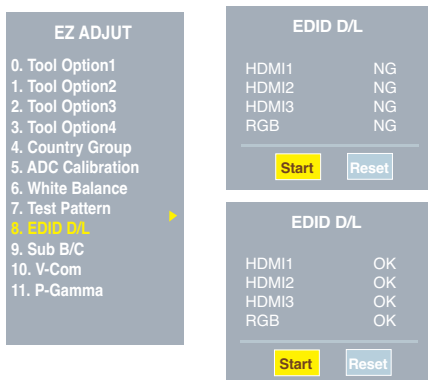 EZ ADJUT
0. Tool Option1
1. Tool Option2
2. Tool Option3
3. Tool Option4
4. Country Group
5. ADC Calibration
6. White Balance
7. Test Pattern
8. EDID D/L
9. Sub B/C
10. V-Com
11. P-Gamma
EDID D/L
HDMI1 NG
HDMI2 NG
HDMI3 NG
RGB NG
Start Reset
EDID D/L
HDMI1 OK
HDMI2 OK
HDMI3 OK
RGB OK
Start Reset